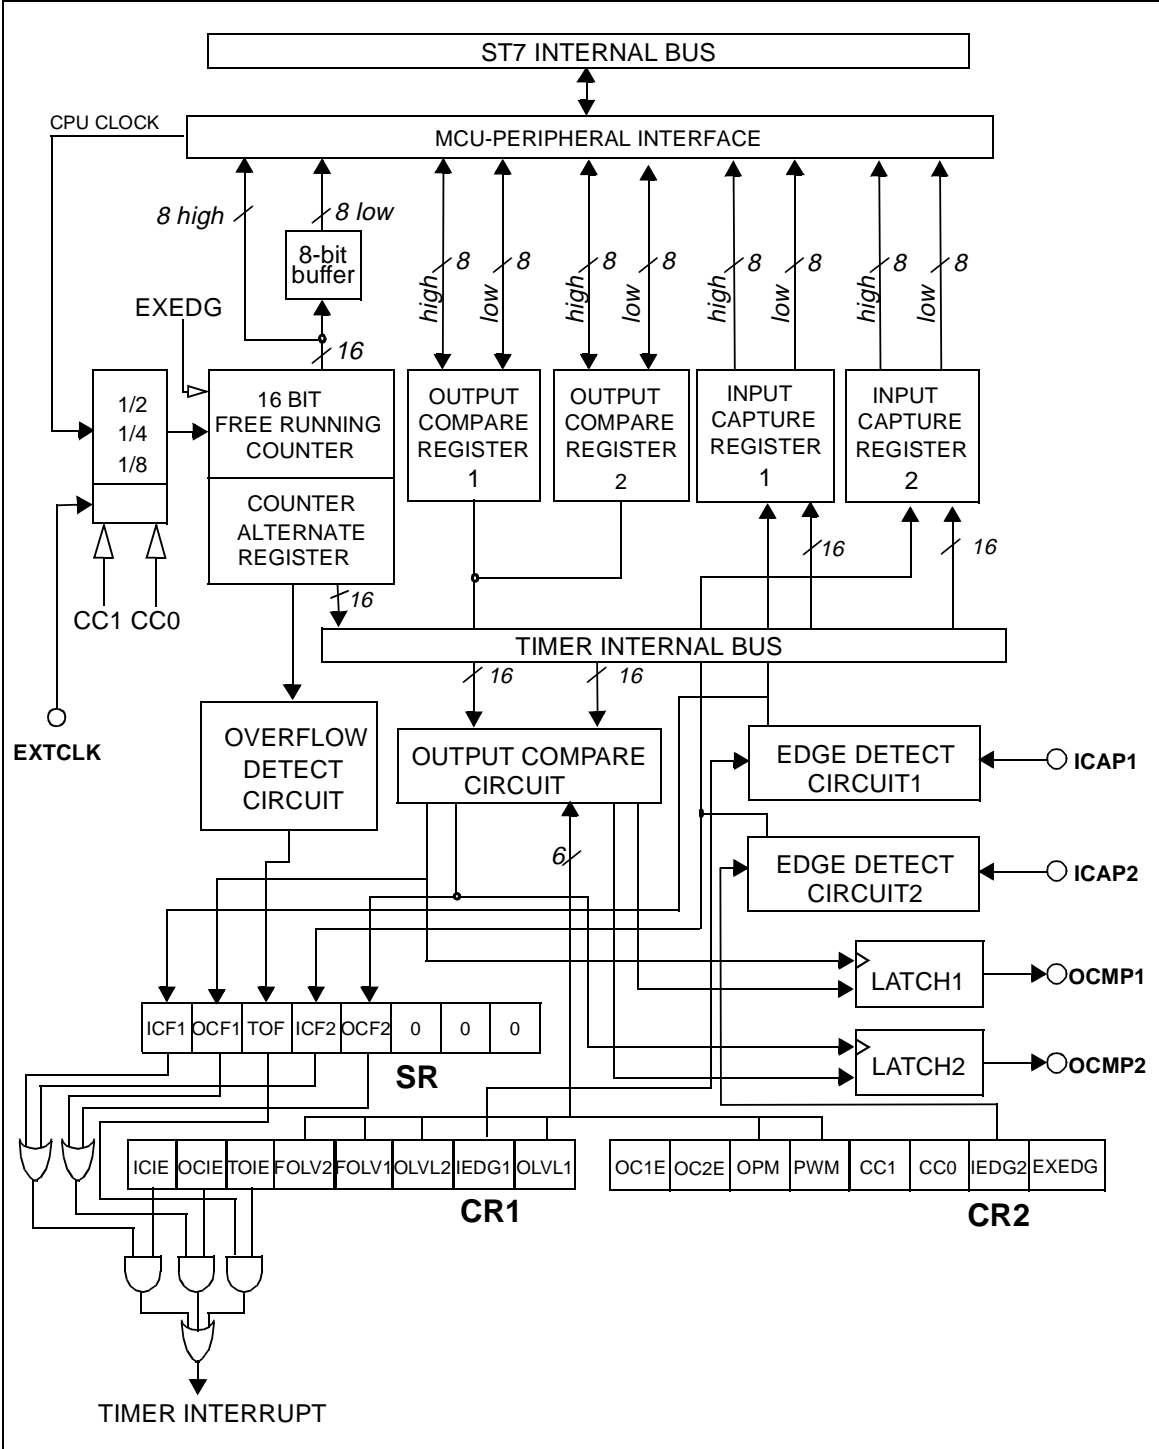 ST7 INTERNAL BUS
CPU CLOCK
MCU-PERIPHERAL INTERFACE
8 high
8 low
8-bit
buffer
high
8
low
8
high
8
low
8
high
8
low
8
high
8
low
8
EXEDG
16
1/2
1/4
1/8
16 BIT
FREE RUNNING
COUNTER
COUNTER
ALTERNATE
REGISTER
OUTPUT
COMPARE
REGISTER
1
OUTPUT
COMPARE
REGISTER
2
INPUT
CAPTURE
REGISTER
1
INPUT
CAPTURE
REGISTER
2
16
16
CC1 CC0
16
TIMER INTERNAL BUS
16
16
EXTCLK
OVERFLOW
DETECT
CIRCUIT
OUTPUT COMPARE
CIRCUIT
EDGE DETECT
CIRCUIT1
ICAP1
6
EDGE DETECT
CIRCUIT2
ICAP2
LATCH1
OCMP1
ICF1 OCF1 TOF ICF2 OCF2 0 0 0
SR
LATCH2
OCMP2
ICIE OCIE TOIE FOLV2 FOLV1 OLVL2 IEDG1 OLVL1
CR1
OC1E OC2E OPM PWM CC1 CC0 IEDG2 EXEDG
CR2
TIMER INTERRUPT